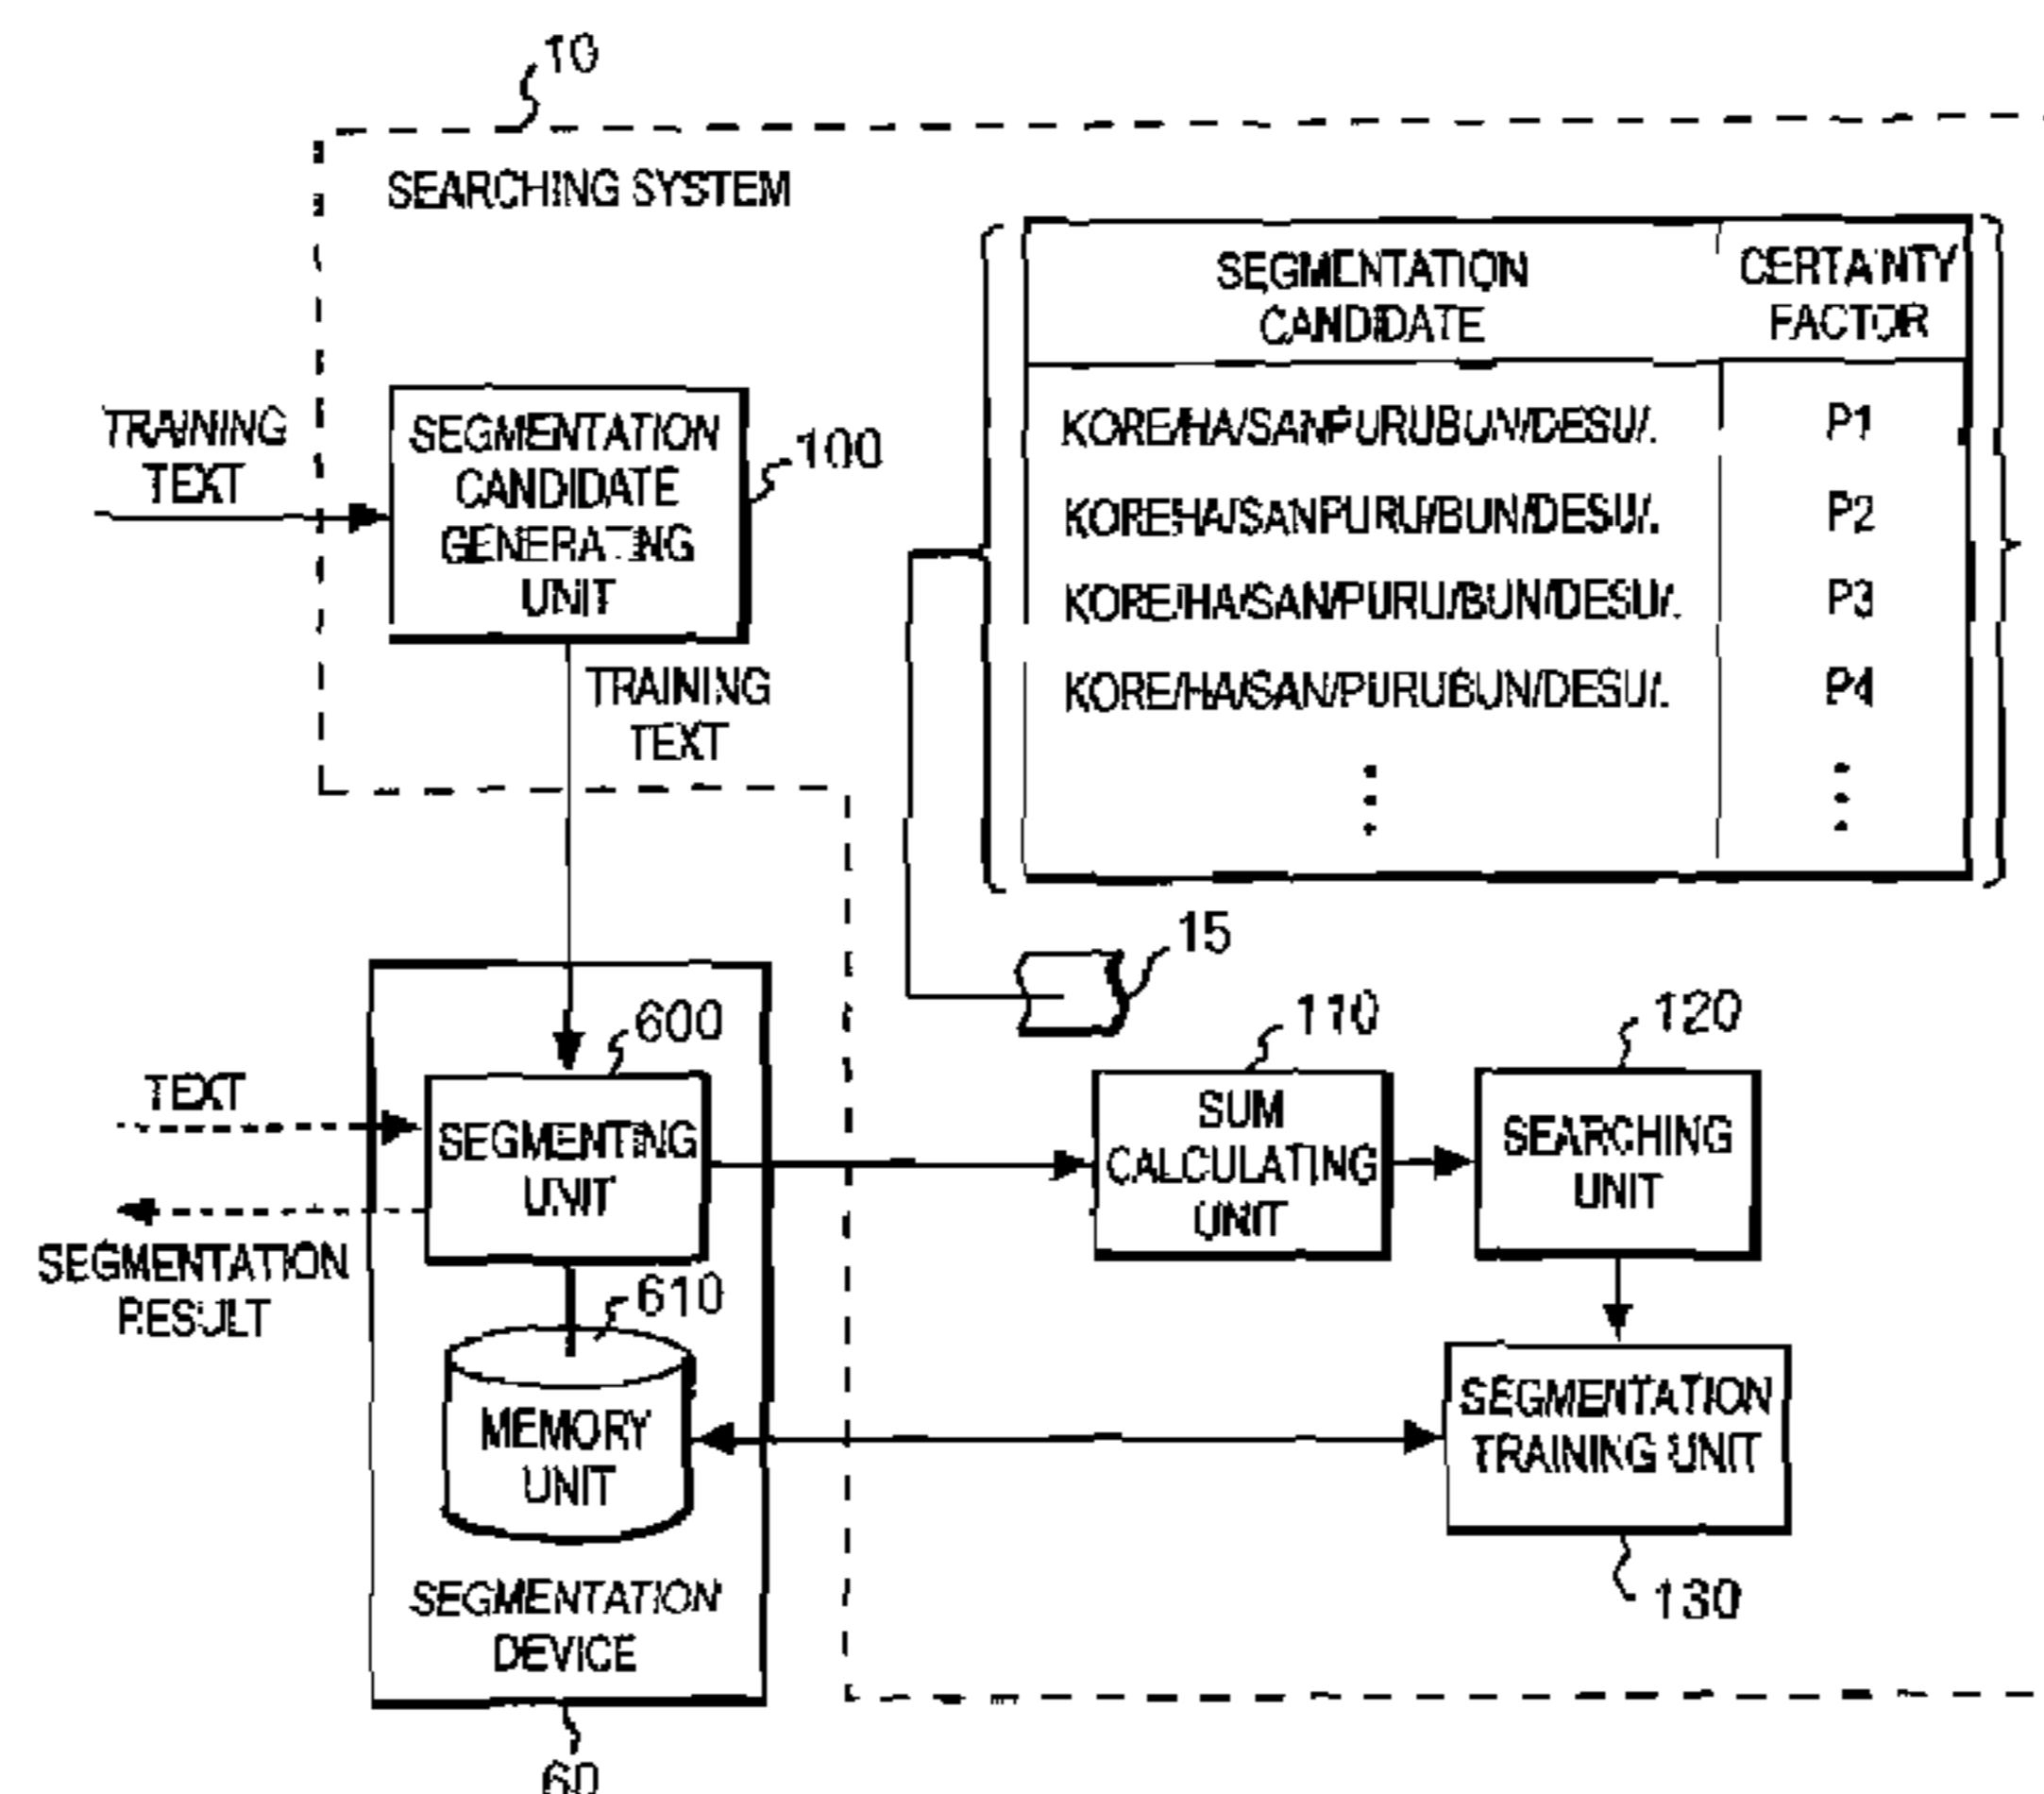 10
SEARCHING SYSTEM
SEGMENTATION
CANDIDATE
CERTAINTY
FACTOR
KORE/HA/SANPURUBUN/DESU/.
P1
KOREHA/SANPURU/BUN/DESU/.
P2
KORE/HA/SAN/PURU/BUN/DESU/.
P3
KORE/HA/SAN/PURUBUN/DESU/.
P4
TRAINING
TEXT
SEGMENTATION
CANDIDATE
GENERATING
UNIT
100
TRAINING
TEXT
15
600
TEXT
SEGMENTING
UNIT
SEGMENTATION
RESULT
610
MEMORY
UNIT
SEGMENTATION
DEVICE
60
110
SUM
CALCULATING
UNIT
120
SEARCHING
UNIT
SEGMENTATION
TRAINING UNIT
130